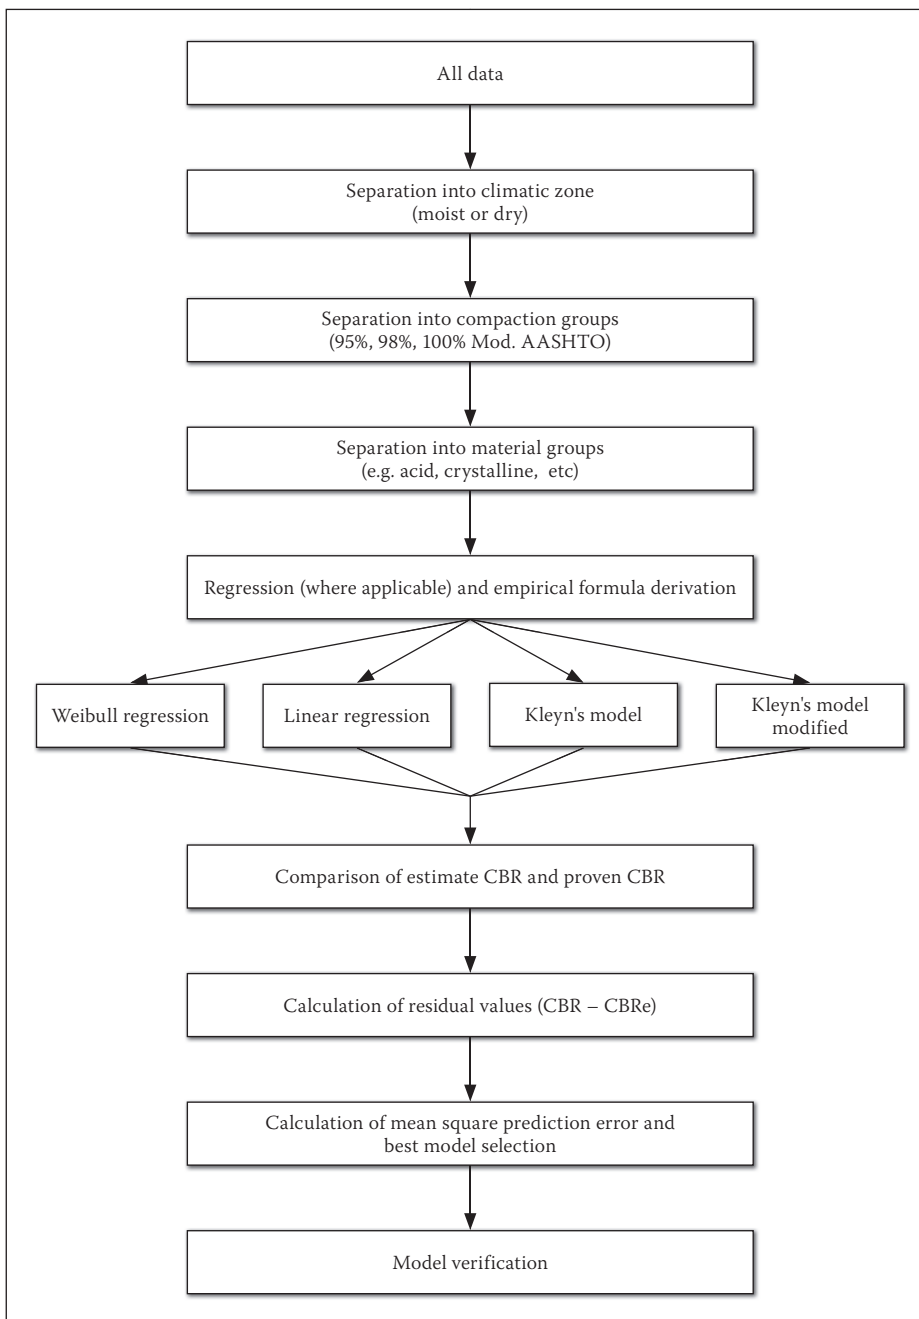 All data
Separation into climatic zone
(moist or dry)
Separation into compaction groups
(95%, 98%, 100% Mod. AASHTO)
Separation into material groups
(e.g. acid, crystalline, etc)
Regression (where applicable) and empirical formula derivation
Weibull regression
Linear regression
Kleyn's model
Kleyn's model
modified
Comparison of estimate CBR and proven CBR
Calculation of residual values (CBR – CBRe)
Calculation of mean square prediction error and
best model selection
Model verification